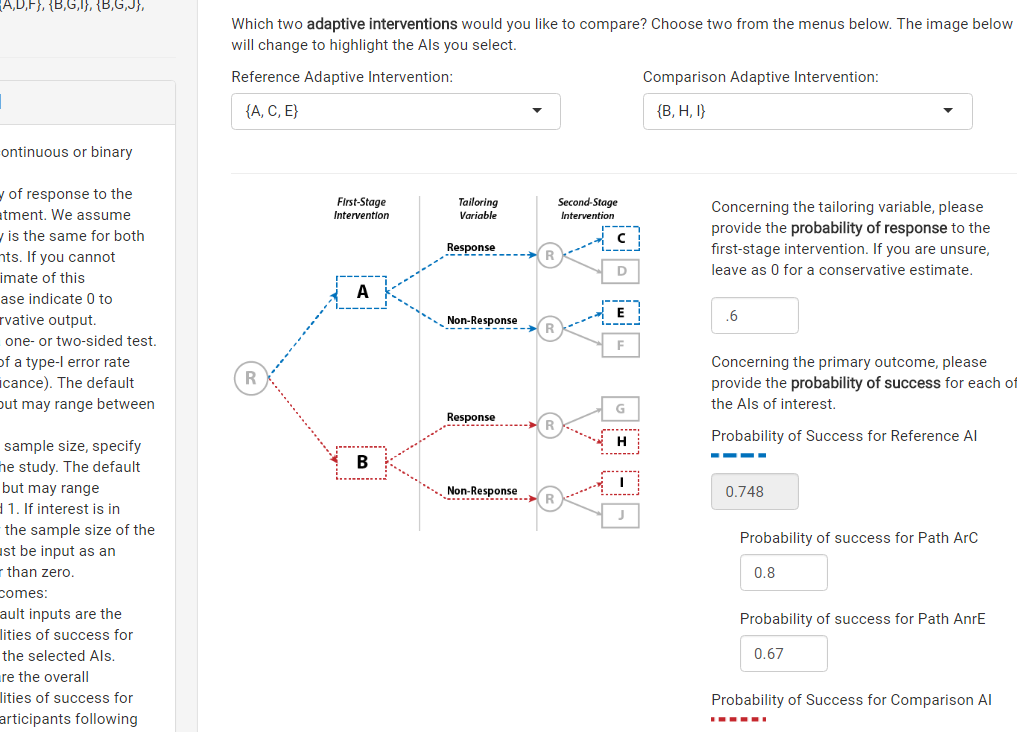 {A,D,F}, {B,G,I}, {B,G,J},
ontinuous or binary
y of response to the
atment. We assume
y is the same for both
nts. If you cannot
imate of this
ase indicate 0 to
rvative output.
one- or two-sided test.
of a type-I error rate
icance). The default
out may range between
sample size, specify
he study. The default
but may range
d 1. If interest is in
the sample size of the
ust be input as an
r than zero.
comes:
ault inputs are the
lities of success for
the selected AIs.
are the overall
lities of success for
articipants following
Which two adaptive interventions would you like to compare? Choose two from the menus below. The image below
will change to highlight the AIs you select.
Reference Adaptive Intervention:
{A, C, E}
Comparison Adaptive Intervention:
{B, H, I}
First-Stage
Intervention
Tailoring
Variable
Second-Stage
Intervention
R
A
Response
R
C
D
Non-Response
R
E
F
B
Response
R
G
H
Non-Response
R
I
J
Concerning the tailoring variable, please
provide the probability of response to the
first-stage intervention. If you are unsure,
leave as 0 for a conservative estimate.
.6
Concerning the primary outcome, please
provide the probability of success for each of
the AIs of interest.
Probability of Success for Reference AI
0.748
Probability of success for Path ArC
0.8
Probability of success for Path AnrE
0.67
Probability of Success for Comparison AI